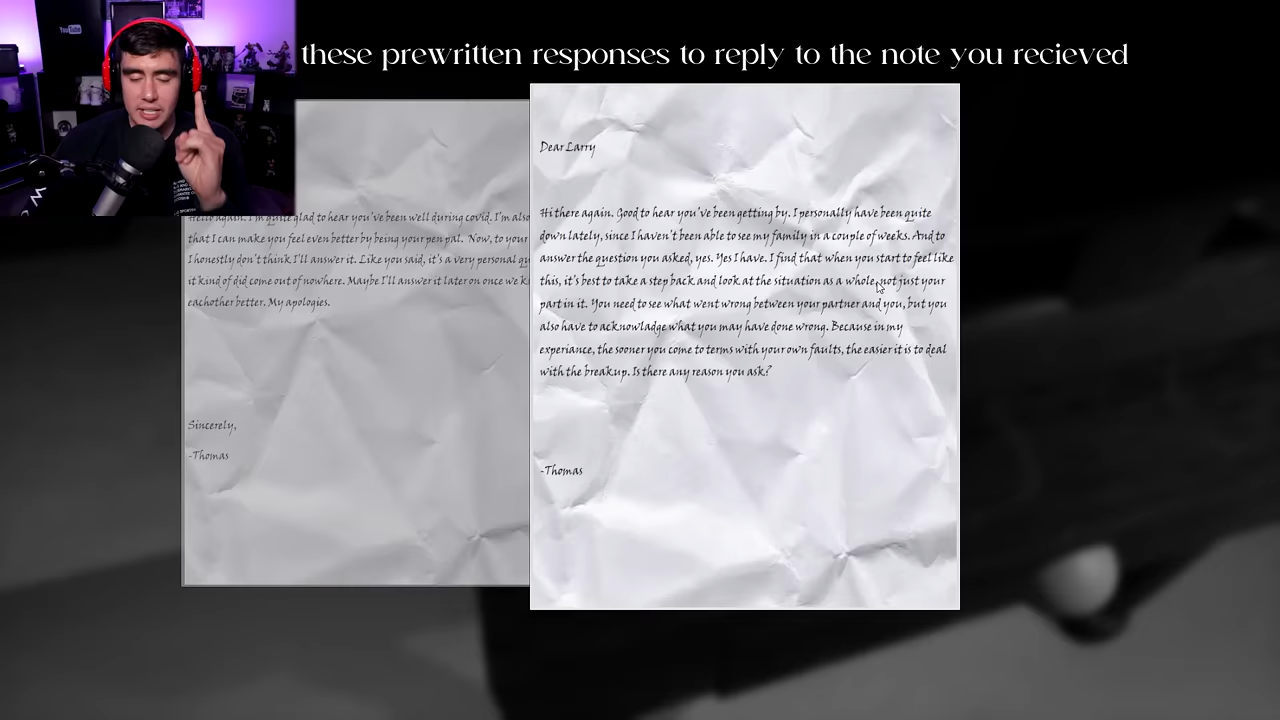 these prewritten responses to reply to the note you recieved
YouTube
Hello again. I'm quite glad to hear you've been well during covid. I'm also
that I can make you feel even better by being your pen pal. Now, to your
I honestly don't think I'll answer it. Like you said, it's a very personal qu
it kind of did come out of nowhere. Maybe I'll answer it later on once we k
eachother better. My apologies.
Sincerely,
-Thomas
Dear Larry
Hi there again. Good to hear you've been getting by. I personally have been quite
down lately, since I haven't been able to see my family in a couple of weeks. And to
answer the question you asked, yes. Yes I have. I find that when you start to feel like
this, it's best to take a step back and look at the situation as a whole, not just your
part in it. You need to see what went wrong between your partner and you, but you
also have to acknowladge what you may have done wrong. Because in my
experiance, the sooner you come to terms with your own faults, the easier it is to deal
with the breakup. Is there any reason you ask?
-Thomas